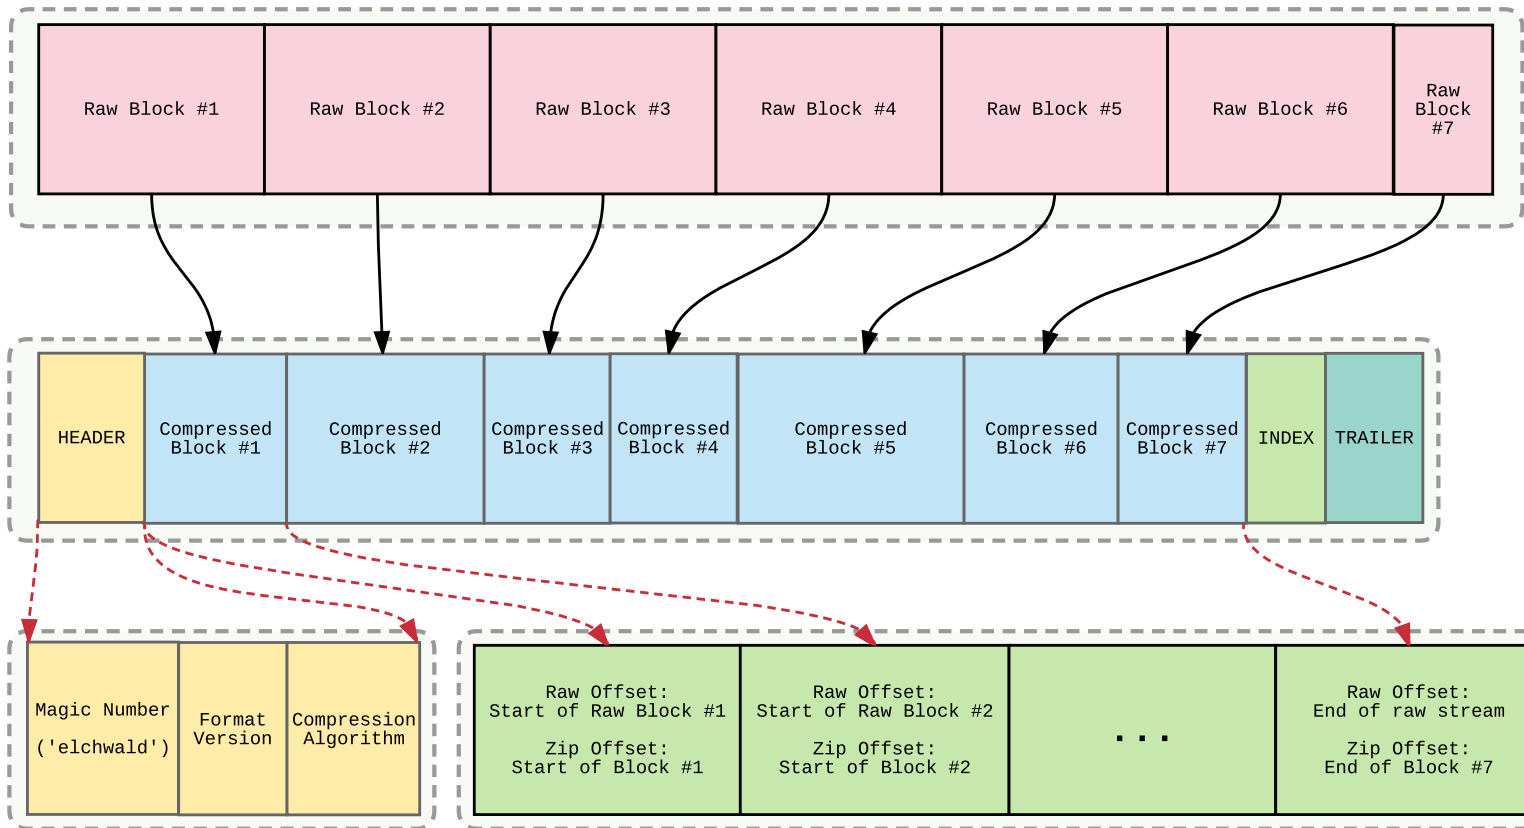 Raw Block #1
Raw Block #2
Raw Block #3
Raw Block #4
Raw Block #5
Raw Block #6
Raw
Block
#7
HEADER
Compressed
Block #1
Compressed
Block #2
Compressed
Block #3
Compressed
Block #4
Compressed
Block #5
Compressed
Block #6
Compressed
Block #7
INDEX
TRAILER
Magic Number
('elchwald')
Format
Version
Compression
Algorithm
Raw Offset:
Start of Raw Block #1
Zip Offset:
Start of Block #1
Raw Offset:
Start of Raw Block #2
Zip Offset:
Start of Block #2
...
Raw Offset:
End of raw stream
Zip Offset:
End of Block #7